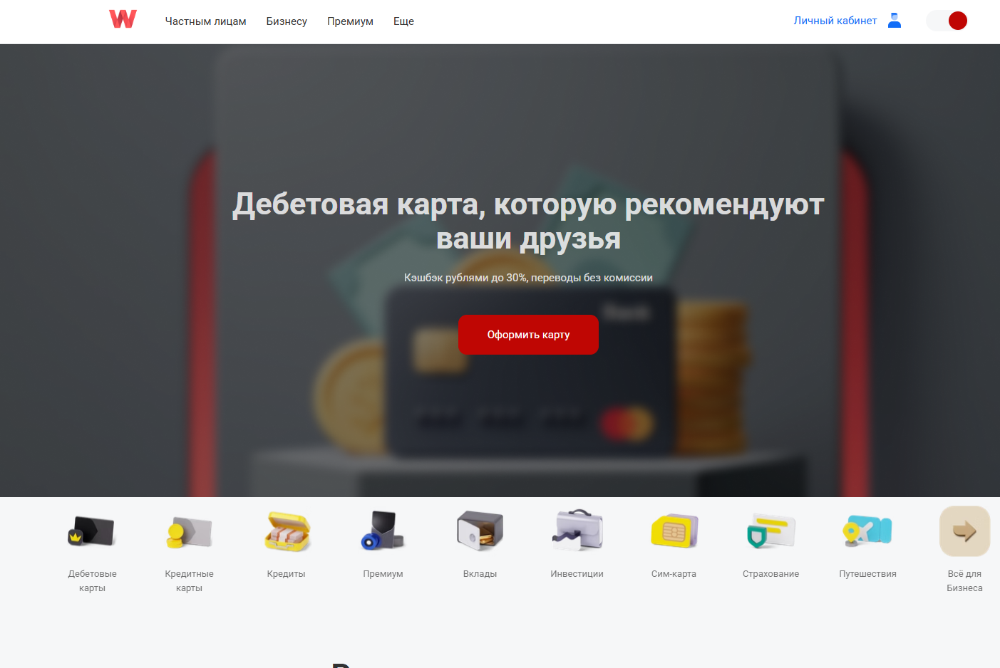 W
Частным лицам Бизнесу Премиум Еще Личный кабинет
Дебетовая карта, которую рекомендуют
ваши друзья
Кэшбэк рублями до 30%, переводы без комиссии
Bank
Оформить карту
Дебетовые карты
Кредитные карты
Кредиты
Премиум
Вклады
Инвестиции
Сим-карта
Страхование
Путешествия
Всё для Бизнеса